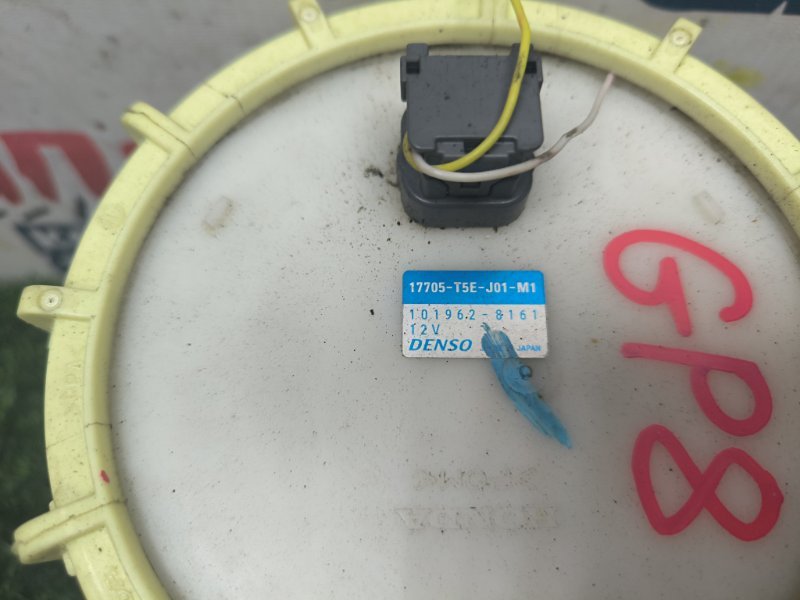 17705-T5E-J01-M1
101962-8161
12V
DENSO JAPAN
GP8